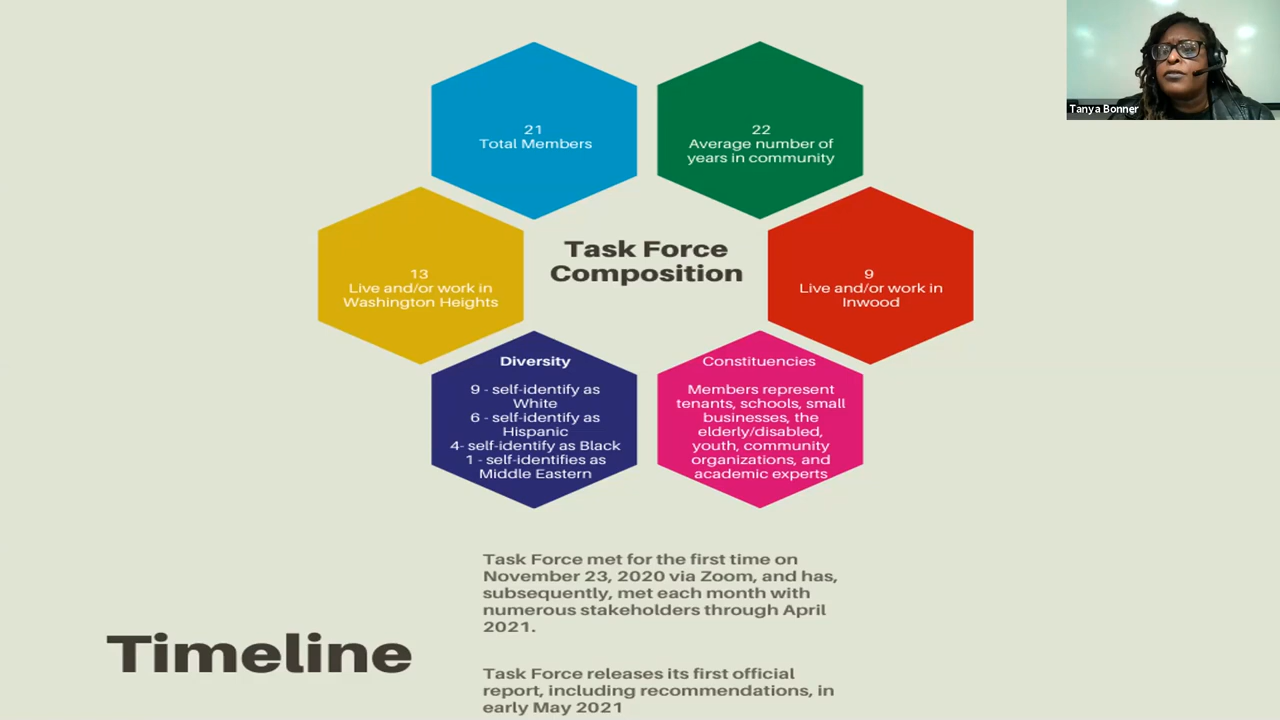 Tanya Bonner
21
Total Members
22
Average number of
years in community
13
Live and/or work in
Washington Heights
Task Force
Composition
9
Live and/or work in
Inwood
Diversity
9 - self-identify as
White
6 - self-identify as
Hispanic
4- self-identify as Black
1 - self-identifies as
Middle Eastern
Constituencies
Members represent
tenants, schools, small
businesses, the
elderly/disabled,
youth, community
organizations, and
academic experts
Timeline
Task Force met for the first time on
November 23, 2020 via Zoom, and has,
subsequently, met each month with
numerous stakeholders through April
2021.
Task Force releases its first official
report, including recommendations, in
early May 2021